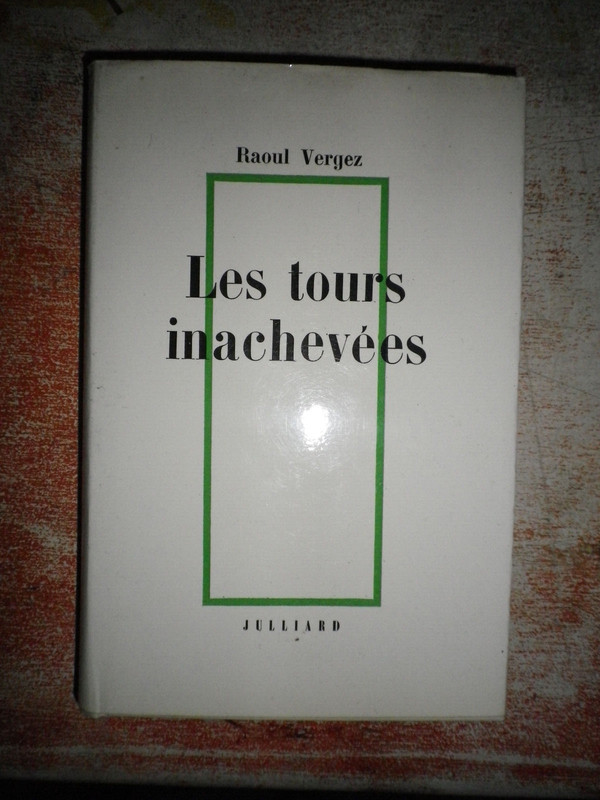 Raoul Vergez
Les tours
inachevées
JULLIARD